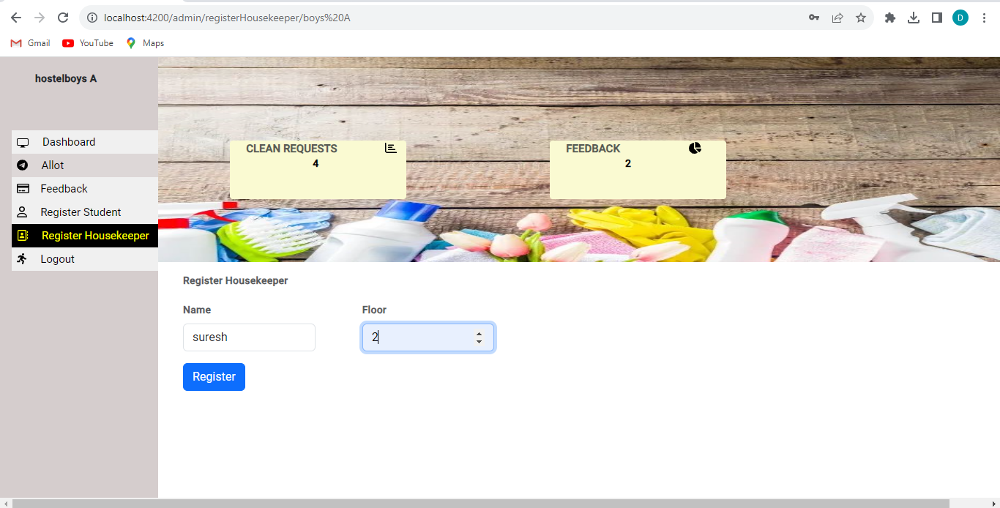 localhost:4200/admin/registerHousekeeper/boys%20A
D
Gmail YouTube Maps
hostelboys A
Dashboard
Allot
Feedback
Register Student
Register Housekeeper
Logout
CLEAN REQUESTS
4
FEEDBACK
2
Register Housekeeper
Name Floor
suresh 2
Register